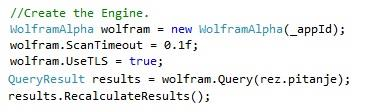 //Create the Engine.
WolframAlpha wolfram = new WolframAlpha(_appId);
wolfram.ScanTimeout = 0.1f;
wolfram.UseTLS = true;
QueryResult results = wolfram.Query(rez.pitanje);
results.RecalculateResults();